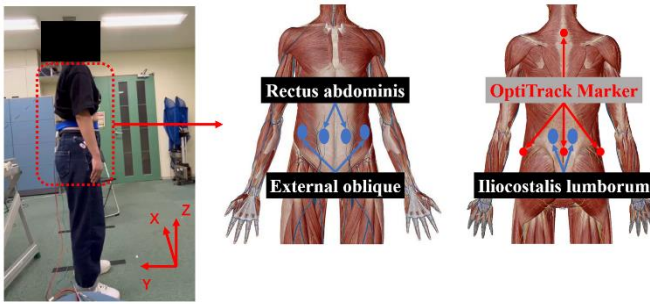 Rectus abdominis
OptiTrack Marker
External oblique
Iliocostalis lumborum
X
Z
Y